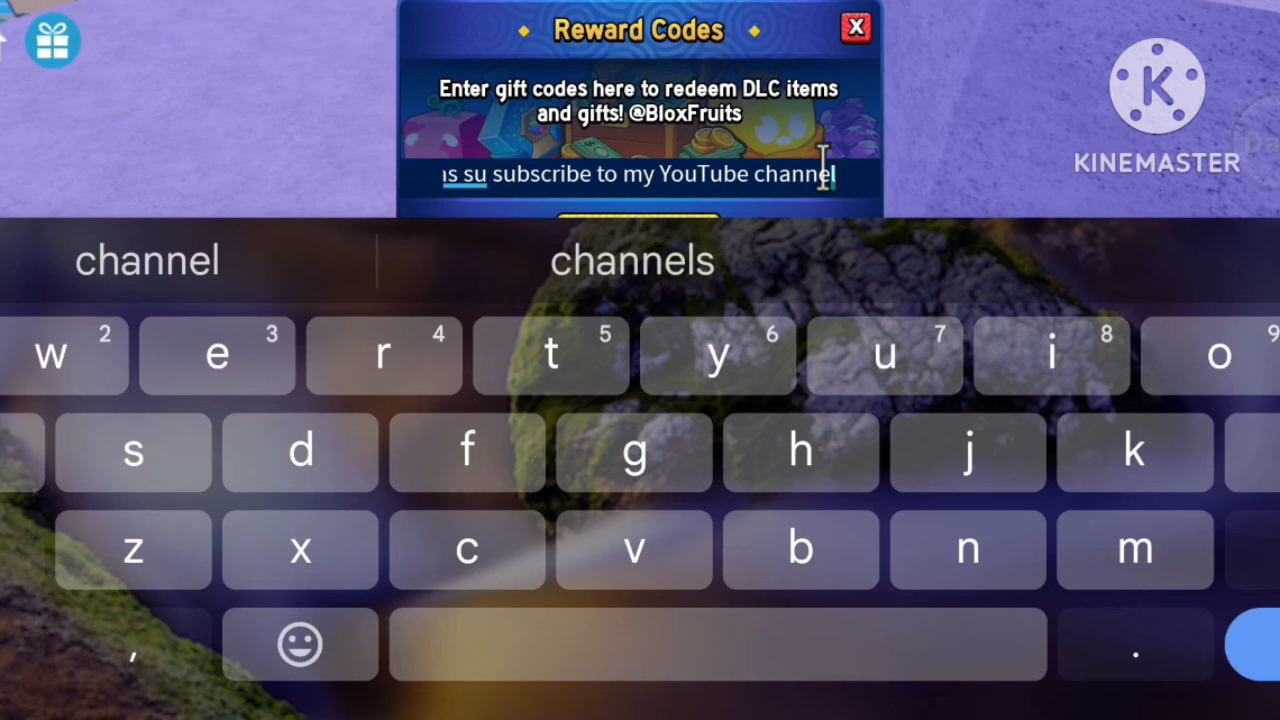 Reward Codes
X
Enter gift codes here to redeem DLC items
and gifts! @BloxFruits
as su subscribe to my YouTube channel
K
KINEMASTER
channel
channels
w 2 e 3 r 4 t 5 y 6 u 7 i 8 o 9
s d f g h j k
z x c v b n m
, .